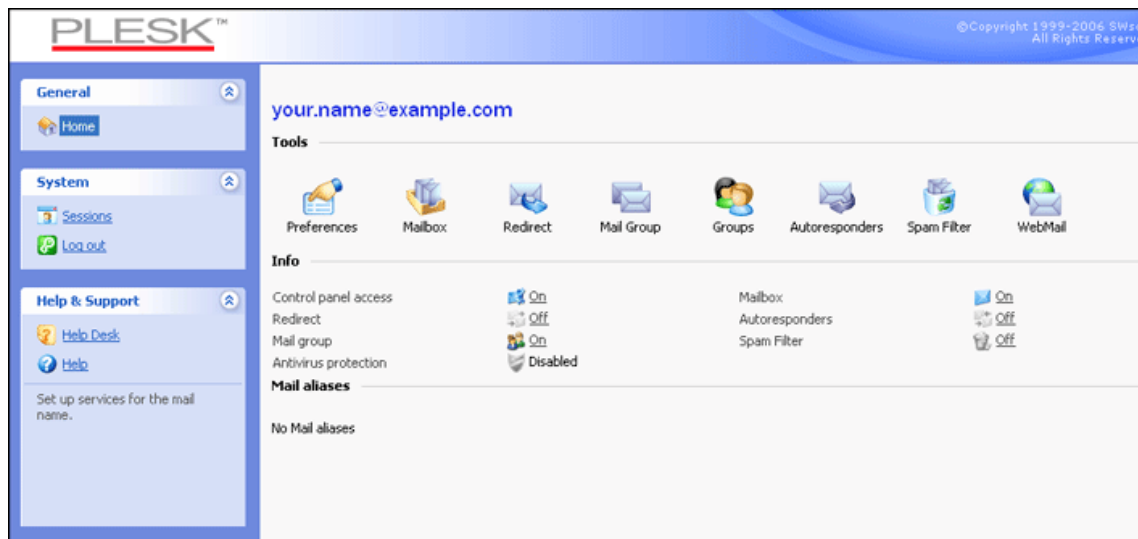 PLESK™
©Copyright 1999-2006
All Rights
General
Home
System
Sessions
Log out
Help & Support
Help Desk
Help
Set up services for the mail
name.
your.name@example.com
Tools
Preferences Mailbox Redirect Mail Group Groups Autoresponders Spam Filter WebMail
Info
Control panel access On Mailbox On
Redirect Off Autoresponders Off
Mail group On Spam Filter Off
Antivirus protection Disabled
Mail aliases
No Mail aliases